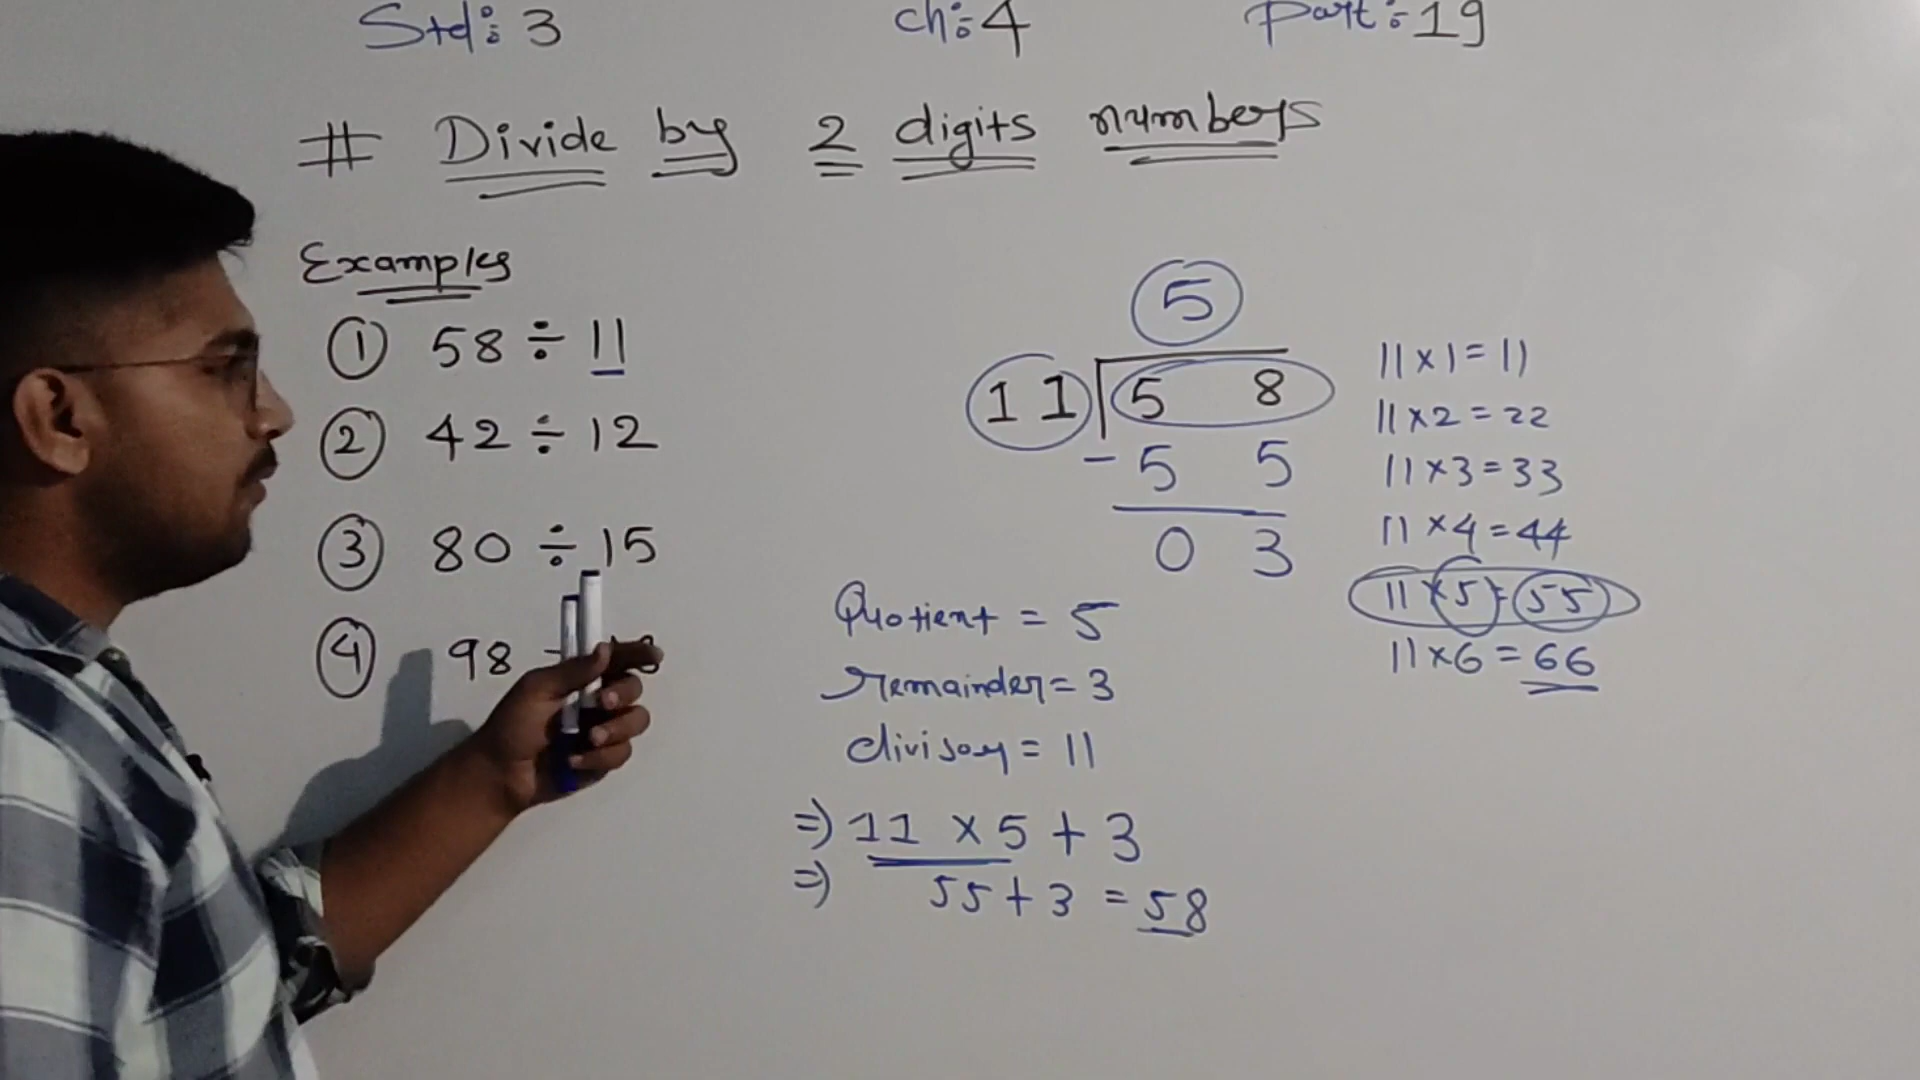 Std: 3 ch: 4 Part: 19
# Divide by 2 digits numbers
Examples
① 58 ÷ 11
② 42 ÷ 12
③ 80 ÷ 15
④ 98
5
11 5 8
- 5 5
0 3
11 x 1 = 11
11 x 2 = 22
11 x 3 = 33
11 x 4 = 44
11 x 5 = 55
11 x 6 = 66
Quotient = 5
remainder = 3
divisor = 11
=) 11 x 5 + 3
=) 55 + 3 = 58